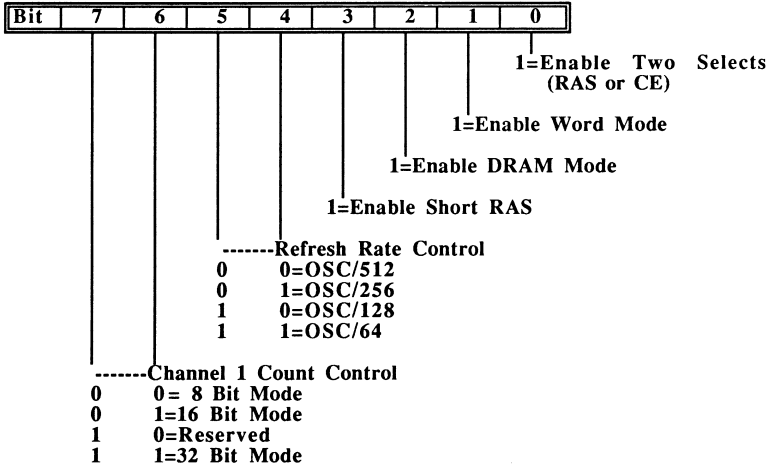 Bit 7 6 5 4 3 2 1 0
1=Enable Two Selects
(RAS or CE)
1=Enable Word Mode
1=Enable DRAM Mode
1=Enable Short RAS
-------Refresh Rate Control
0 0=OSC/512
0 1=OSC/256
1 0=OSC/128
1 1=OSC/64
-------Channel 1 Count Control
0 0= 8 Bit Mode
0 1=16 Bit Mode
1 0=Reserved
1 1=32 Bit Mode